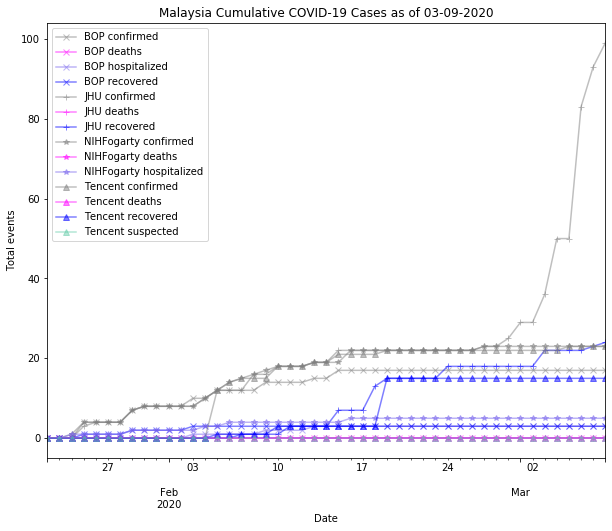 Malaysia Cumulative COVID-19 Cases as of 03-09-2020
100
80
60
40
20
0
Total events
BOP confirmed
BOP deaths
BOP hospitalized
BOP recovered
JHU confirmed
JHU deaths
JHU recovered
NIHFogarty confirmed
NIHFogarty deaths
NIHFogarty hospitalized
Tencent confirmed
Tencent deaths
Tencent recovered
Tencent suspected
27 03 10 17 24 02
Feb Mar
2020
Date